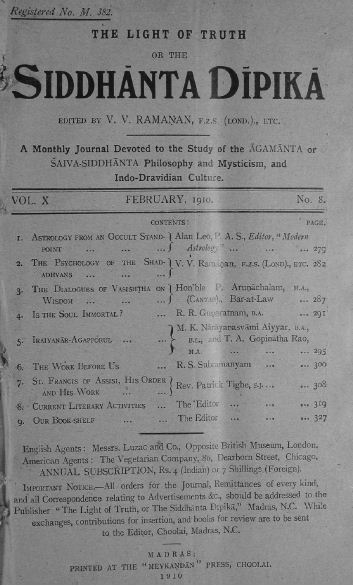 Registered No. M. 382.
THE LIGHT OF TRUTH
OR THE
SIDDHĀNTA DĪPIKĀ
EDITED BY V. V. RAMAṆAN, F.Z.S. (LOND.), ETC.
A Monthly Journal Devoted to the Study of the ĀGAMĀNTA or
ŚAIVA-SIDDHĀNTA Philosophy and Mysticism, and
Indo-Dravidian Culture.
VOL. X FEBRUARY, 1910. No. 8.
CONTENTS: PAGE.
1. ASTROLOGY FROM AN OCCULT STAND- Alan Leo, P. A. S., Editor, "Modern
POINT ... ... ... Astrology" ... ... ... 279
2. THE PSYCHOLOGY OF THE SHAD-
ADHVANS ... ... ... V. V. Ramaṇan, F.Z.S. (LOND.), ETC. 282
3. THE DIALOGUES OF VASISHṬHA ON Hon'ble P. Arunāchalam, M.A.,
WISDOM ... ... ... (CANTAB), Bar-at-Law ... 287
4. IS THE SOUL IMMORTAL? ... R. R. Guṇaratnam, B.A. ... 291
M. K. Nārāyaṇasvāmi Aiyyar, B.A.,
5. IRAIYANĀR-AGAPPORUL ... ... B.L., and T. A. Gopinātha Rao,
M.A. ... ... ... 295
6. THE WORK BEFORE US ... R. S. Subramanyam ... ... 300
7. ST. FRANCIS OF ASSISI, HIS ORDER
AND HIS WORK ... ... Rev. Patrick Tighe, S.J. ... ... 308
8. CURRENT LITERARY ACTIVITIES ... The Editor ... ... 319
9. OUR BOOK-SHELF ... ... The Editor ... ... 327
English Agents: Messrs. Luzac and Co., Opposite British Museum, London.
American Agents: The Vegetarian Company, 80, Dearborn Street, Chicago.
ANNUAL SUBSCRIPTION, Rs. 4 (Indian) or 7 Shillings (Foreign).
IMPORTANT NOTICE.—All orders for the Journal, Remittances of every kind,
and all Correspondence relating to Advertisements &c., should be addressed to the
Publisher "The Light of Truth, or The Siddhānta Dīpikā," Madras, N.C. While
exchanges, contributions for insertion, and books for review are to be sent
to the Editor, Choolai, Madras, N.C.
MADRAS:
PRINTED AT THE "MEYKANDAN" PRESS, CHOOLAI.
1910